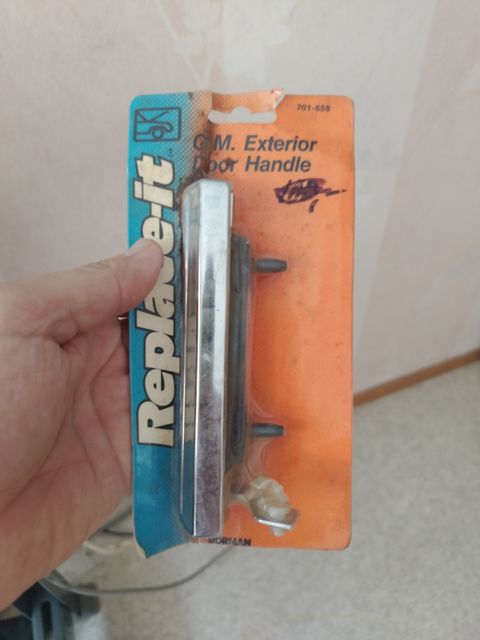 701-658
G.M. Exterior
Door Handle
Replace-it
DORMAN